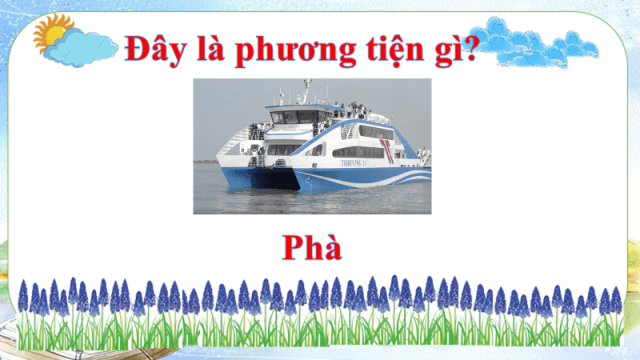 Đây là phương tiện gì?
Phà